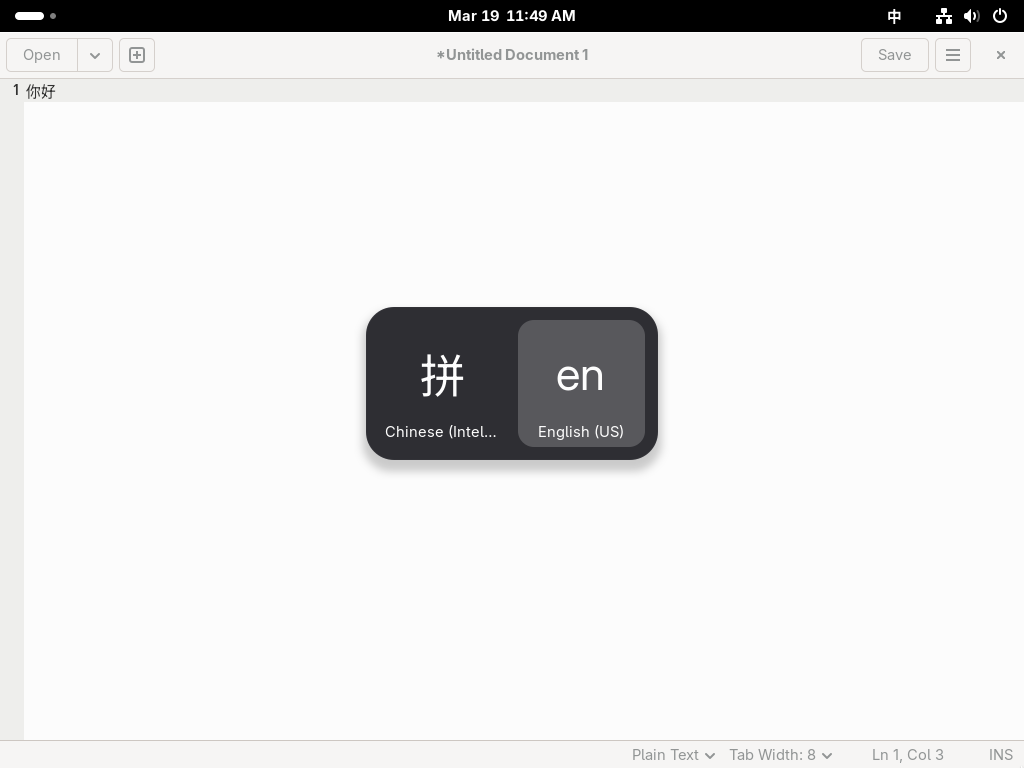 Mar 19 11:49 AM 中
Open *Untitled Document 1 Save
1 你好
拼 en
Chinese (Intel... English (US)
Plain Text Tab Width: 8 Ln 1, Col 3 INS